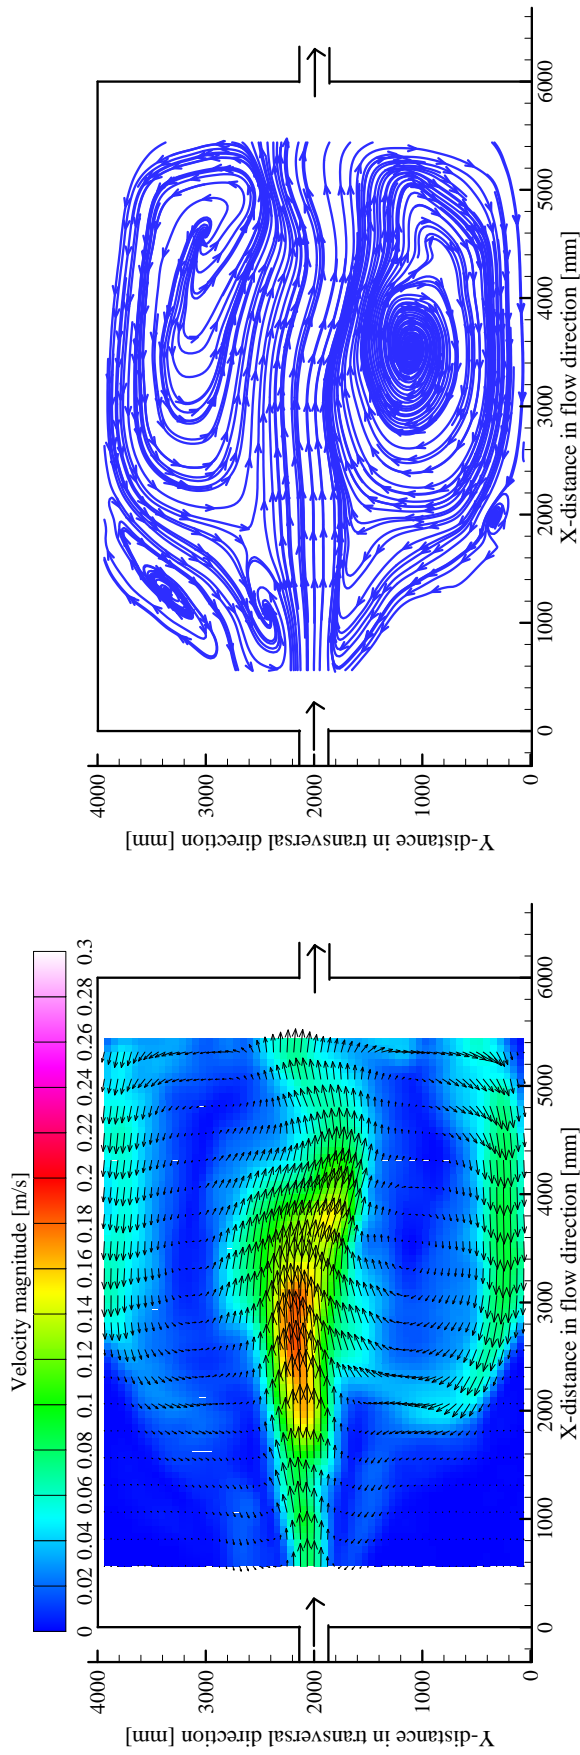 Velocity magnitude [m/s]
0 0.02 0.04 0.06 0.08 0.1 0.12 0.14 0.16 0.18 0.2 0.22 0.24 0.26 0.28 0.3
Y-distance in transversal direction [mm]
4000
3000
2000
1000
0
0 1000 2000 3000 4000 5000 6000
X-distance in flow direction [mm]
Y-distance in transversal direction [mm]
4000
3000
2000
1000
0
0 1000 2000 3000 4000 5000 6000
X-distance in flow direction [mm]